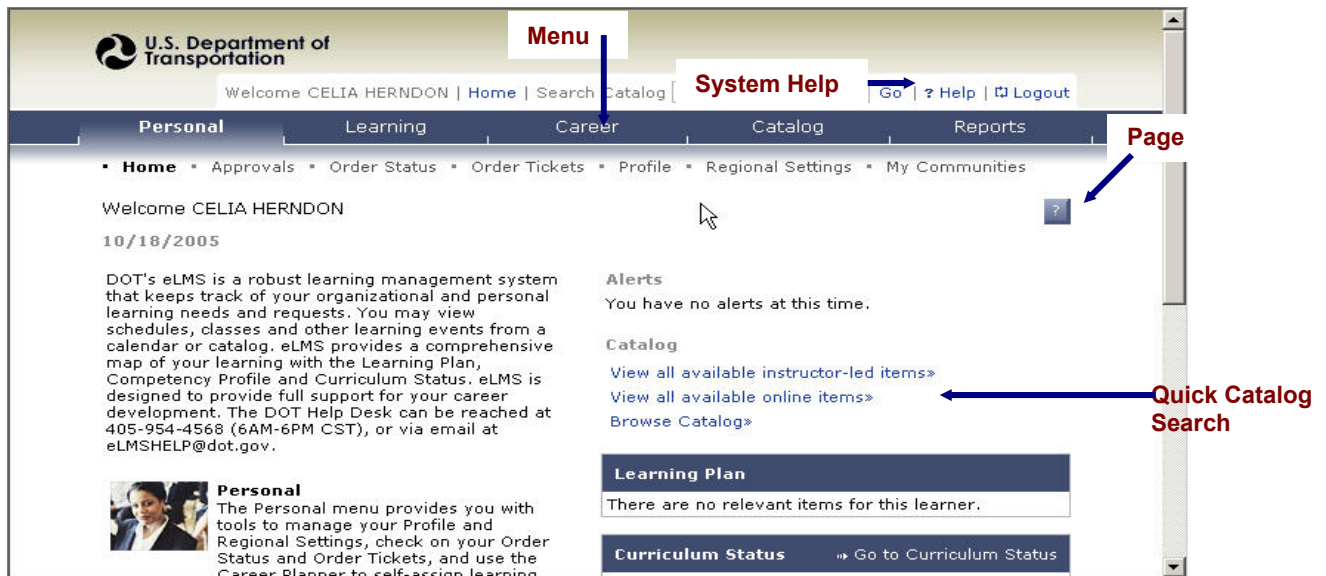 U.S. Department of
Transportation
Menu
System Help
Welcome CELIA HERNDON | Home | Search Catalog Go | ? Help | Logout
Personal Learning Career Catalog Reports
Page
▪ Home ▪ Approvals ▪ Order Status ▪ Order Tickets ▪ Profile ▪ Regional Settings ▪ My Communities
Welcome CELIA HERNDON
?
10/18/2005
DOT's eLMS is a robust learning management system
that keeps track of your organizational and personal
learning needs and requests. You may view
schedules, classes and other learning events from a
calendar or catalog. eLMS provides a comprehensive
map of your learning with the Learning Plan,
Competency Profile and Curriculum Status. eLMS is
designed to provide full support for your career
development. The DOT Help Desk can be reached at
405-954-4568 (6AM-6PM CST), or via email at
eLMSHELP@dot.gov.
Personal
The Personal menu provides you with
tools to manage your Profile and
Regional Settings, check on your Order
Status and Order Tickets, and use the
Career Planner to self-assign learning
Alerts
You have no alerts at this time.
Catalog
View all available instructor-led items»
View all available online items»
Browse Catalog»
Quick Catalog
Search
Learning Plan
There are no relevant items for this learner.
Curriculum Status Go to Curriculum Status